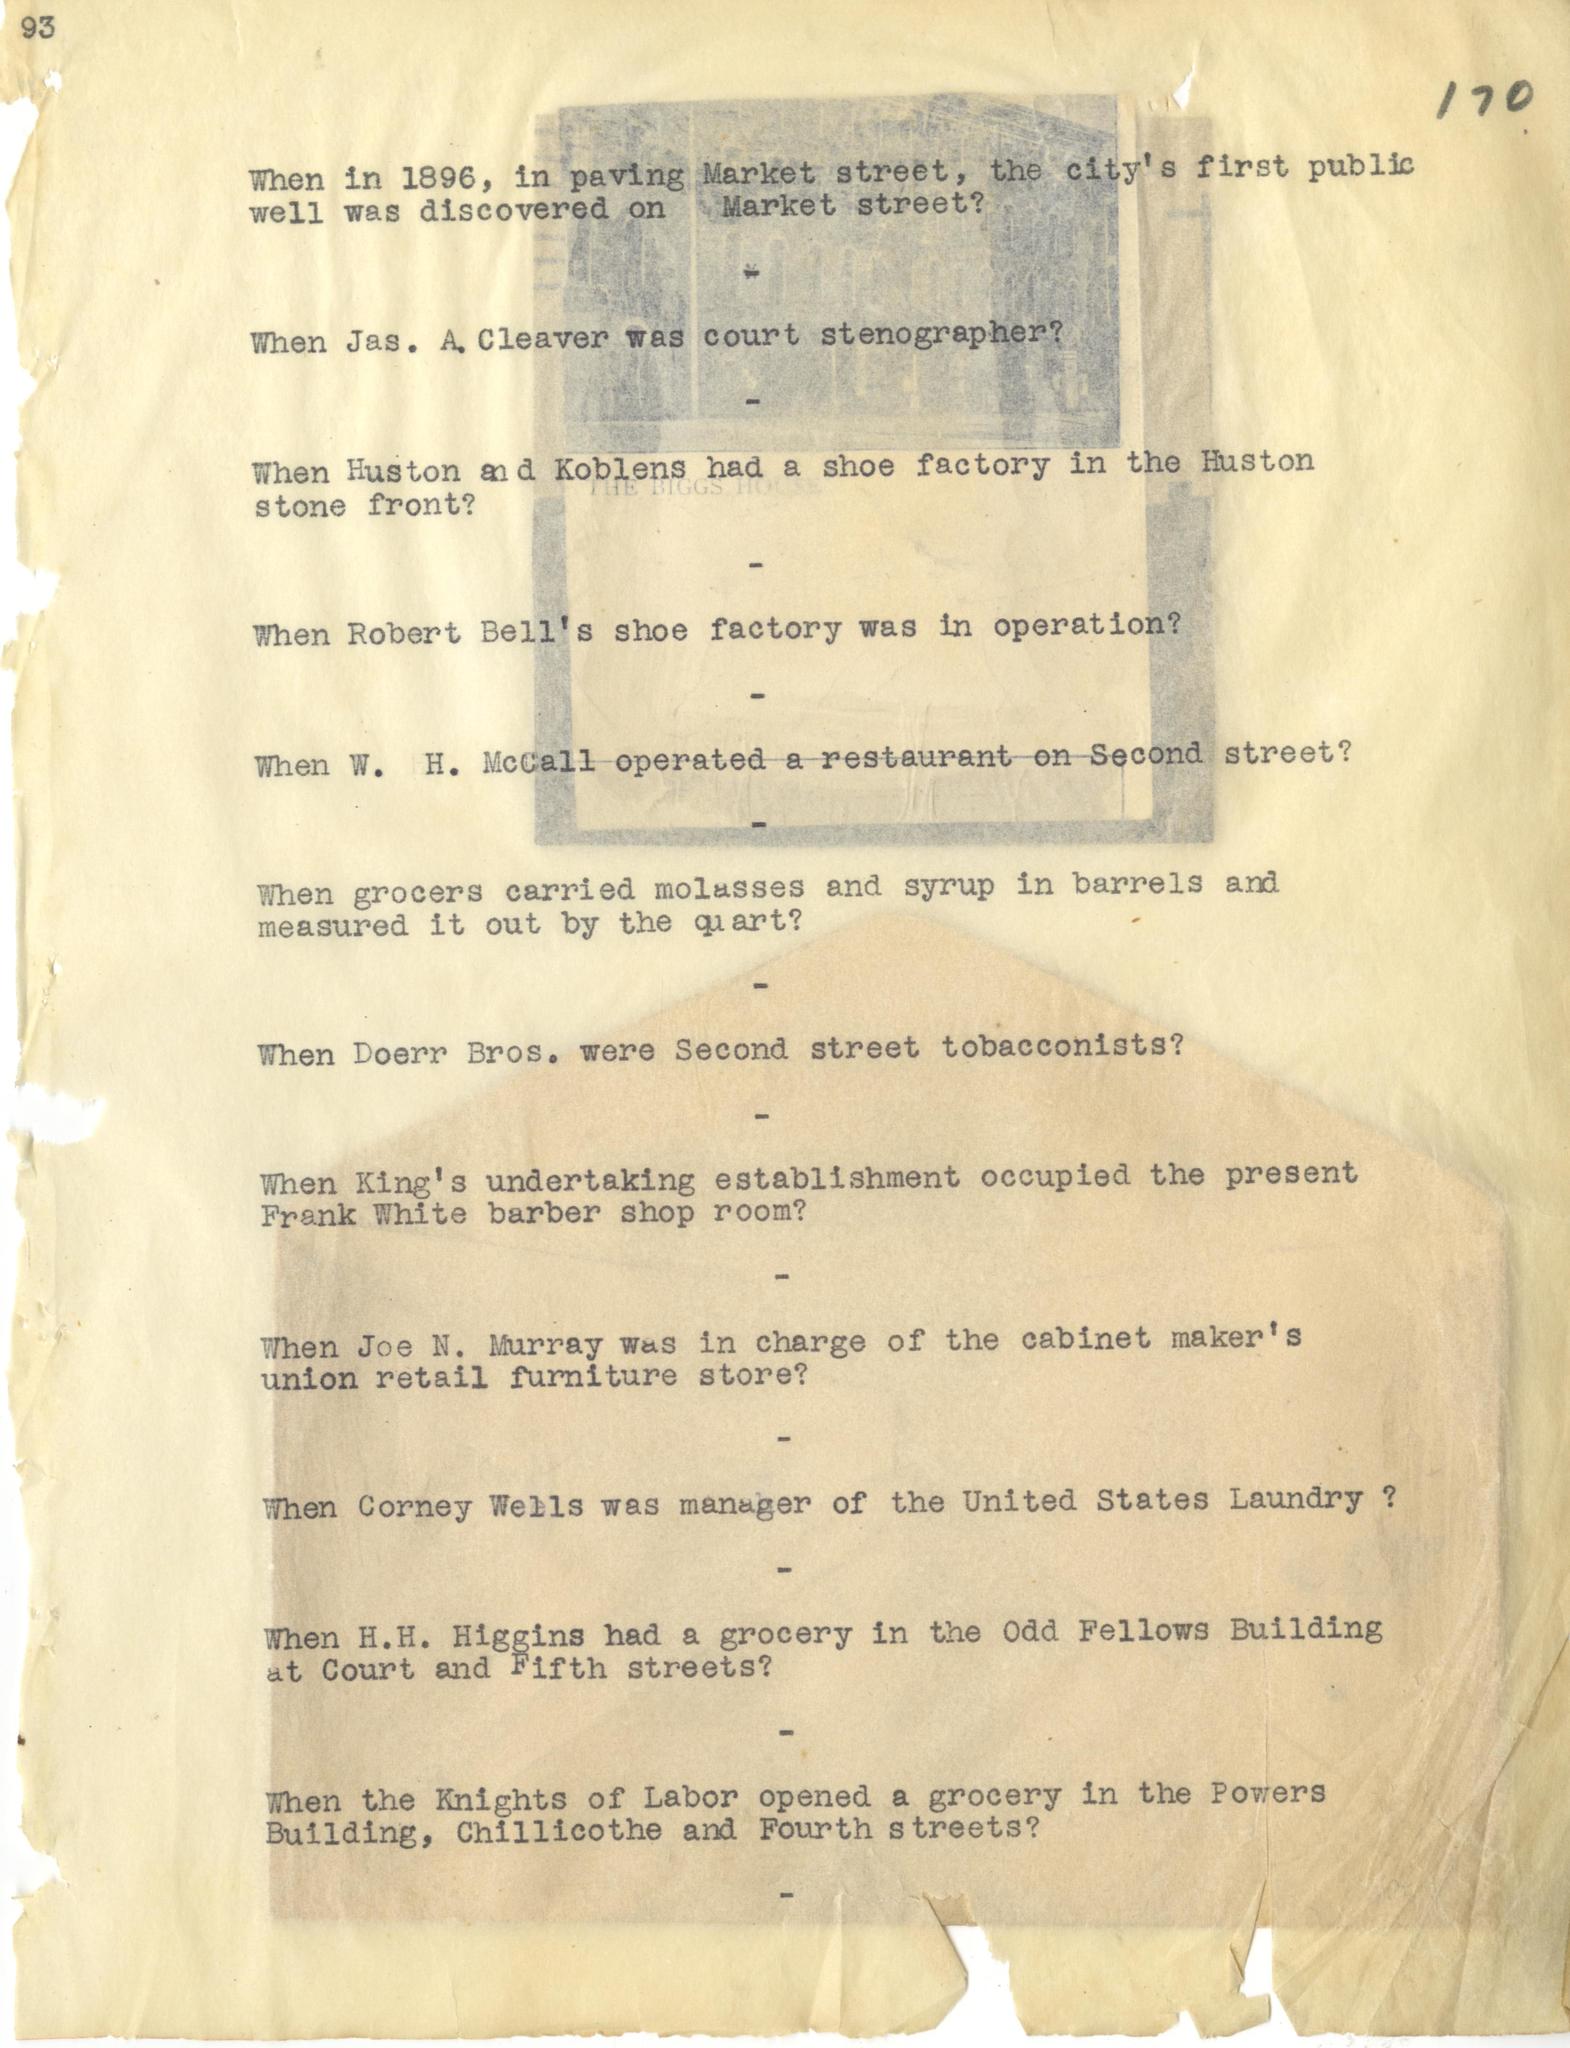 93
170
When in 1896, in paving Market street, the city's first public
well was discovered on Market street?
-
When Jas. A. Cleaver was court stenographer?
-
When Huston and Koblens had a shoe factory in the Huston
THE BIGGS HO
stone front?
-
When Robert Bell's shoe factory was in operation?
-
When W. H. McCall operated a restaurant on Second street?
-
When grocers carried molasses and syrup in barrels and
measured it out by the quart?
-
When Doerr Bros. were Second street tobacconists?
-
When King's undertaking establishment occupied the present
Frank White barber shop room?
-
When Joe N. Murray was in charge of the cabinet maker's
union retail furniture store?
-
When Corney Wells was manager of the United States Laundry ?
-
When H.H. Higgins had a grocery in the Odd Fellows Building
at Court and Fifth streets?
-
When the Knights of Labor opened a grocery in the Powers
Building, Chillicothe and Fourth streets?
-